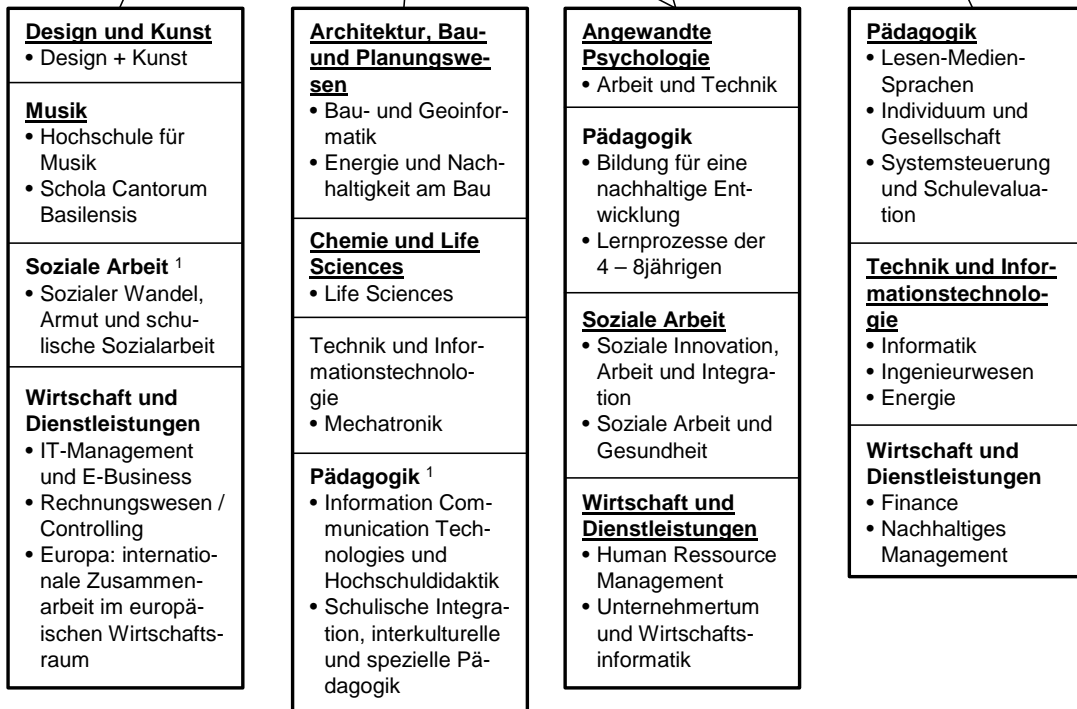 Design und Kunst
• Design + Kunst
Musik
• Hochschule für
Musik
• Schola Cantorum
Basilensis
Soziale Arbeit 1
• Sozialer Wandel,
Armut und schu-
lische Sozialarbeit
Wirtschaft und
Dienstleistungen
• IT-Management
und E-Business
• Rechnungswesen /
Controlling
• Europa: internatio-
nale Zusammen-
arbeit im europä-
ischen Wirtschafts-
raum
Architektur, Bau-
und Planungswe-
sen
• Bau- und Geoinfor-
matik
• Energie und Nach-
haltigkeit am Bau
Chemie und Life
Sciences
• Life Sciences
Technik und Infor-
mationstechnolo-
gie
• Mechatronik
Pädagogik 1
• Information Com-
munication Tech-
nologies und
Hochschuldidaktik
• Schulische Integra-
tion, interkulturelle
und spezielle Pä-
dagogik
Angewandte
Psychologie
• Arbeit und Technik
Pädagogik
• Bildung für eine
nachhaltige Ent-
wicklung
• Lernprozesse der
4 – 8jährigen
Soziale Arbeit
• Soziale Innovation,
Arbeit und Integra-
tion
• Soziale Arbeit und
Gesundheit
Wirtschaft und
Dienstleistungen
• Human Ressource
Management
• Unternehmertum
und Wirtschafts-
informatik
Pädagogik
• Lesen-Medien-
Sprachen
• Individuum und
Gesellschaft
• Systemsteuerung
und Schulevalua-
tion
Technik und Infor-
mationstechnolo-
gie
• Informatik
• Ingenieurwesen
• Energie
Wirtschaft und
Dienstleistungen
• Finance
• Nachhaltiges
Management